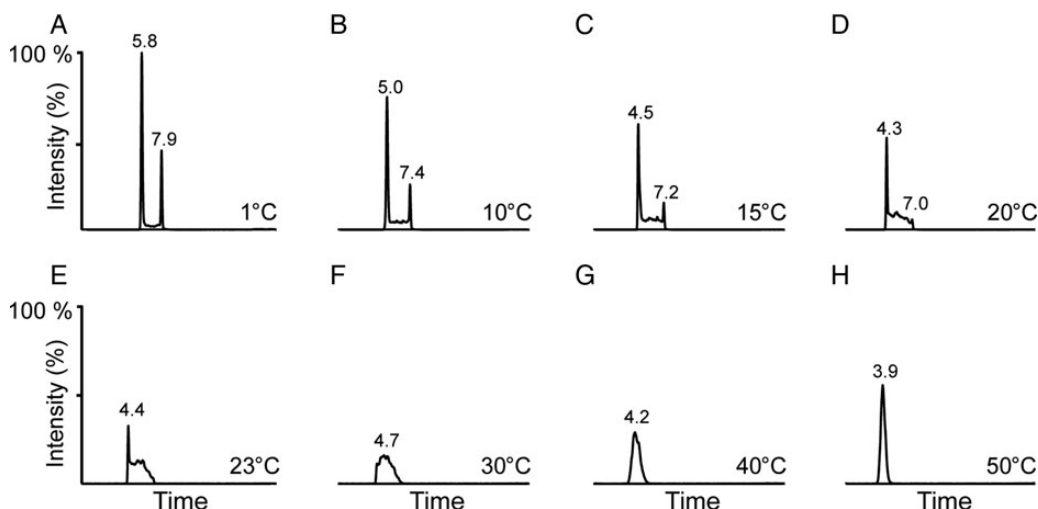 A B C D
100 % 5.8 5.0 4.5 4.3
Intensity (%) 7.9 7.4 7.2 7.0
1°C 10°C 15°C 20°C
E F G H
100 % 3.9
Intensity (%) 4.4 4.7 4.2
23°C 30°C 40°C 50°C
Time Time Time Time